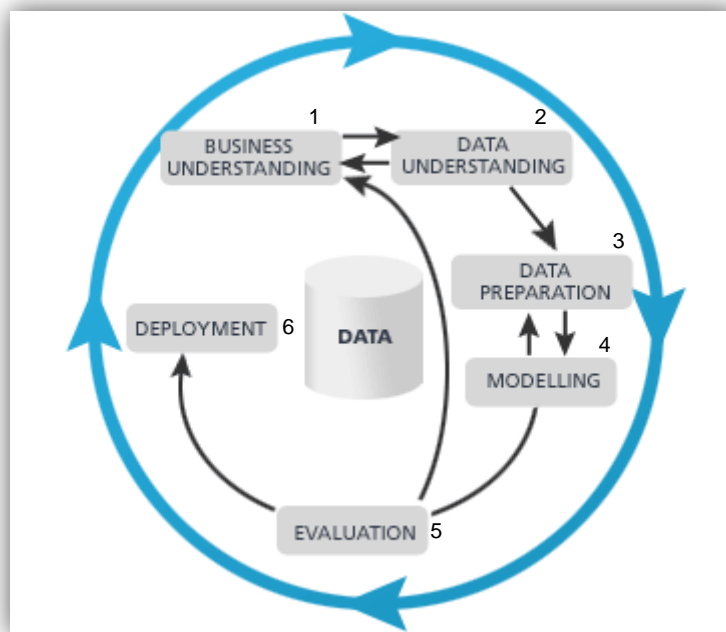 1
BUSINESS
UNDERSTANDING
2
DATA
UNDERSTANDING
3
DATA
PREPARATION
4
MODELLING
DATA
DEPLOYMENT 6
EVALUATION 5